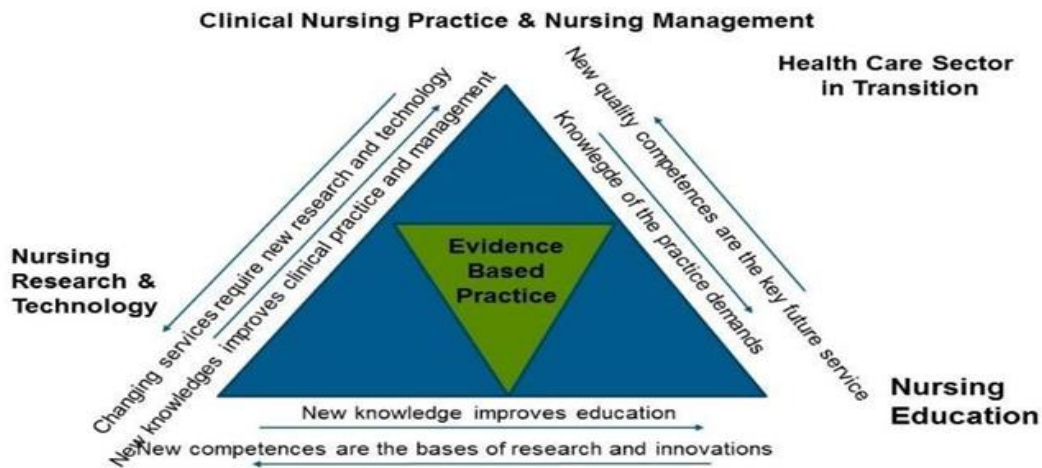 Clinical Nursing Practice & Nursing Management
Health Care Sector
in Transition
Changing services require new research and technology
New knowledges improves clinical practice and management
New quality competences are the key future service
Knowlegde of the practice demands
Nursing
Research &
Technology
Evidence
Based
Practice
Nursing
Education
New knowledge improves education
New competences are the bases of research and innovations